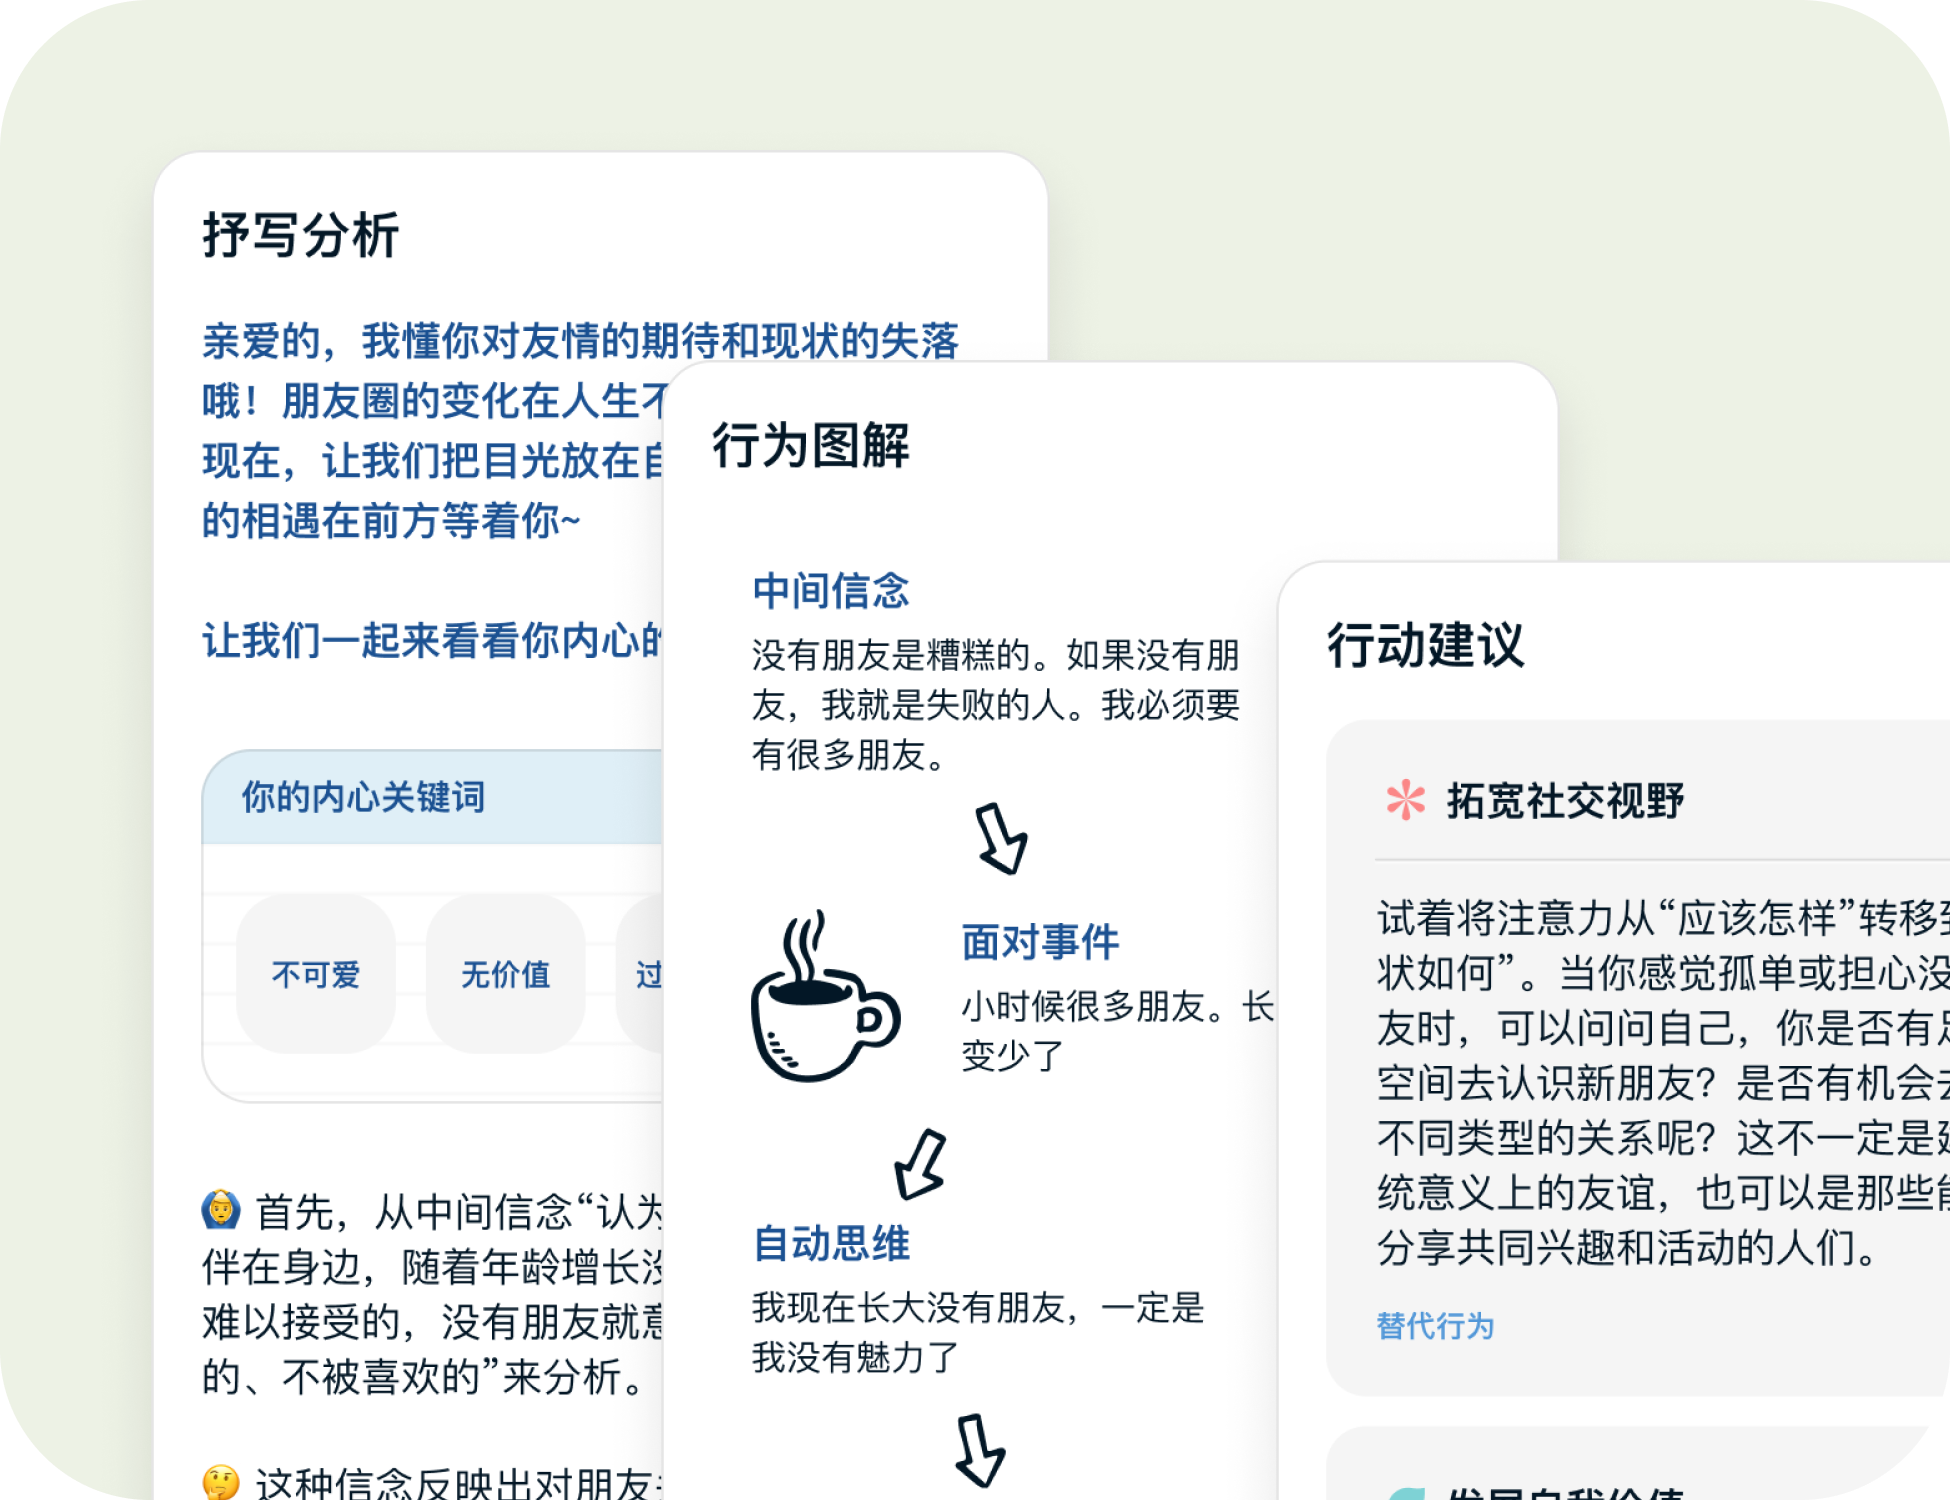 抒写分析
亲爱的，我懂你对友情的期待和现状的失落
哦！朋友圈的变化在人生不
现在，让我们把目光放在自
的相遇在前方等着你~
让我们一起来看看你内心的
你的内心关键词
不可爱
无价值
过
首先，从中间信念“认为
伴在身边，随着年龄增长没
难以接受的，没有朋友就意
的、不被喜欢的”来分析。
这种信念反映出对朋友
行为图解
中间信念
没有朋友是糟糕的。如果没有朋
友，我就是失败的人。我必须要
有很多朋友。
面对事件
小时候很多朋友。长
变少了
自动思维
我现在长大没有朋友，一定是
我没有魅力了
行动建议
拓宽社交视野
试着将注意力从“应该怎样”转移到
状如何”。当你感觉孤单或担心没
友时，可以问问自己，你是否有足
空间去认识新朋友？是否有机会去
不同类型的关系呢？这不一定是建
统意义上的友谊，也可以是那些能
分享共同兴趣和活动的人们。
替代行为
发展自我价值